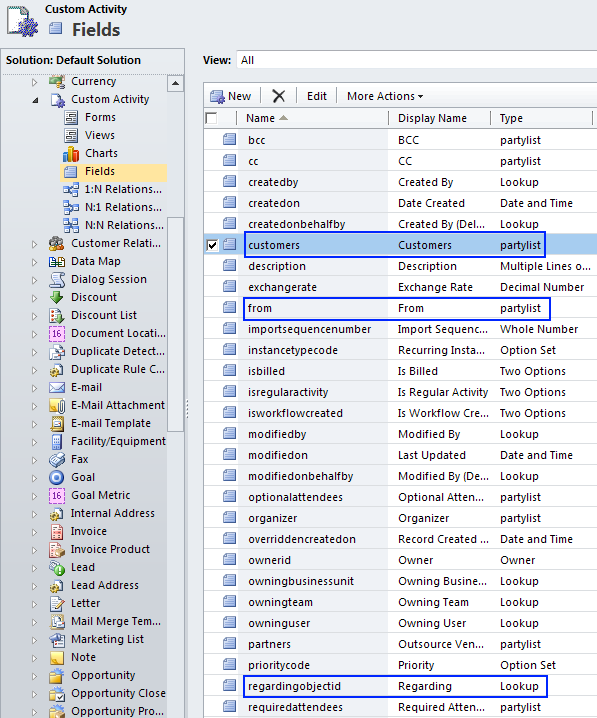 Custom Activity
Fields
Solution: Default Solution
Currency
Custom Activity
Forms
Views
Charts
Fields
1:N Relations...
N:1 Relations...
N:N Relations...
Customer Relati...
Data Map
Dialog Session
Discount
Discount List
16 Document Locati...
Duplicate Detect...
Duplicate Rule C...
E-mail
E-Mail Attachment
E-mail Template
Facility/Equipment
Fax
Goal
16 Goal Metric
Internal Address
Invoice
Invoice Product
Lead
Lead Address
Letter
Mail Merge Tem...
Marketing List
Note
Opportunity
Opportunity Close
Opportunity Pro...
View: All
New Edit More Actions
Name Display Name Type
bcc BCC partylist
cc CC partylist
createdby Created By Lookup
createdon Date Created Date and Time
createdonbehalfby Created By (Del... Lookup
customers Customers partylist
description Description Multiple Lines o...
exchangerate Exchange Rate Decimal Number
from From partylist
importsequencenumber Import Sequenc... Whole Number
instancetypecode Recurring Insta... Option Set
isbilled Is Billed Two Options
isregularactivity Is Regular Activity Two Options
isworkflowcreated Is Workflow Cre... Two Options
modifiedby Modified By Lookup
modifiedon Last Updated Date and Time
modifiedonbehalfby Modified By (De... Lookup
optionalattendees Optional Atten... partylist
organizer Organizer partylist
overriddencreatedon Record Created ... Date and Time
ownerid Owner Owner
owningbusinessunit Owning Busine... Lookup
owningteam Owning Team Lookup
owninguser Owning User Lookup
partners Outsource Ven... partylist
prioritycode Priority Option Set
regardingobjectid Regarding Lookup
requiredattendees Required Atten... partylist